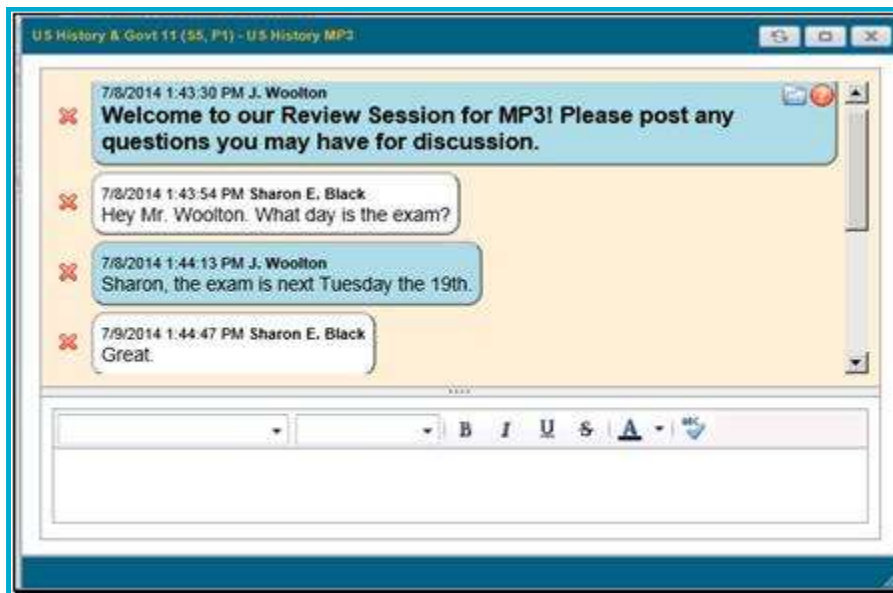 US History & Govt 11 (S5, P1) - US History MP3
7/8/2014 1:43:30 PM J. Woolton
Welcome to our Review Session for MP3! Please post any
questions you may have for discussion.
7/8/2014 1:43:54 PM Sharon E. Black
Hey Mr. Woolton. What day is the exam?
7/8/2014 1:44:13 PM J. Woolton
Sharon, the exam is next Tuesday the 19th.
7/9/2014 1:44:47 PM Sharon E. Black
Great.
B I U S A ABC